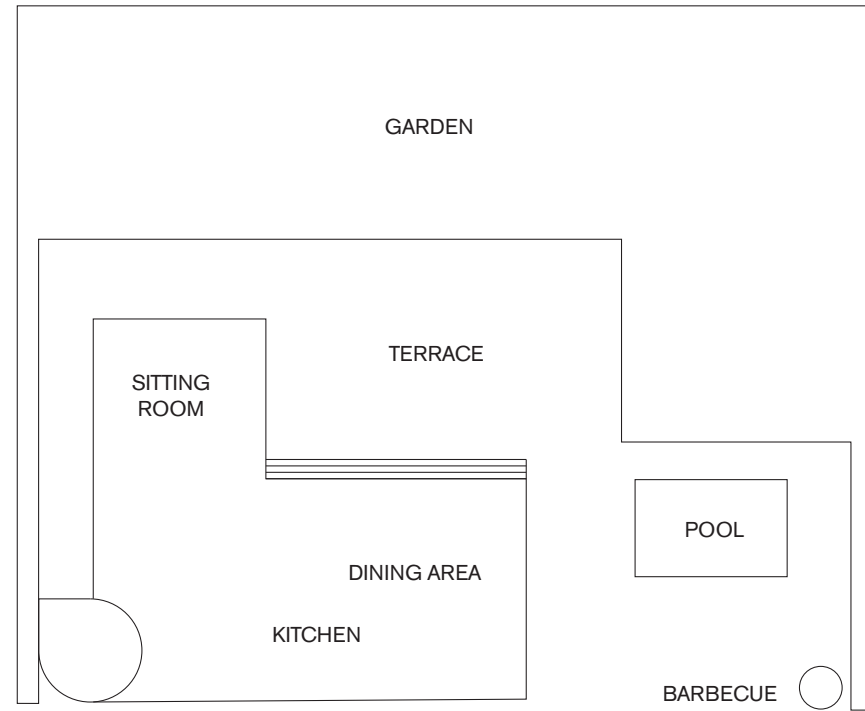 GARDEN
TERRACE
SITTING
ROOM
POOL
DINING AREA
KITCHEN
BARBECUE